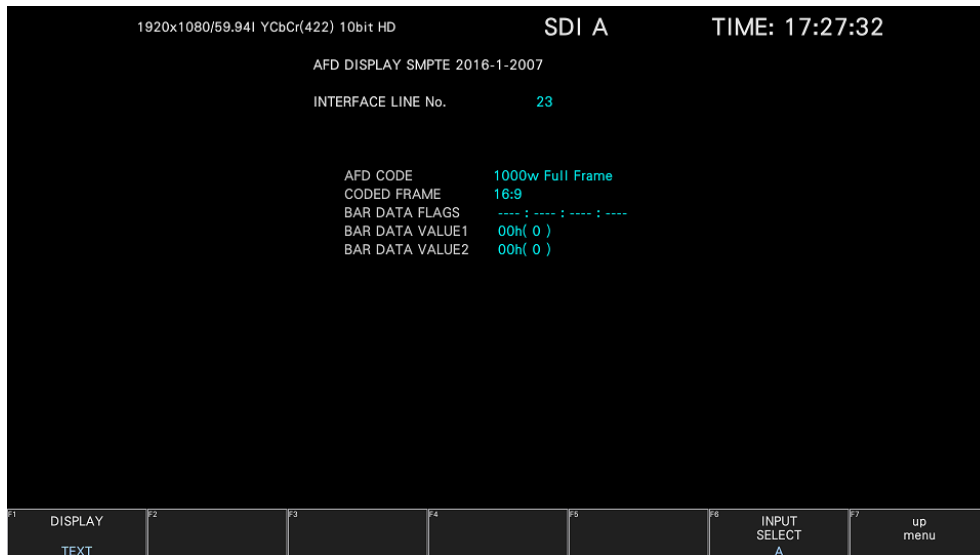 1920x1080/59.94I YCbCr(422) 10bit HD SDI A TIME: 17:27:32
AFD DISPLAY SMPTE 2016-1-2007
INTERFACE LINE No. 23
AFD CODE 1000w Full Frame
CODED FRAME 16:9
BAR DATA FLAGS ---- : ---- : ---- : ----
BAR DATA VALUE1 00h( 0 )
BAR DATA VALUE2 00h( 0 )
F1 DISPLAY TEXT
F2
F3
F4
F5
F6 INPUT SELECT A
F7 up menu